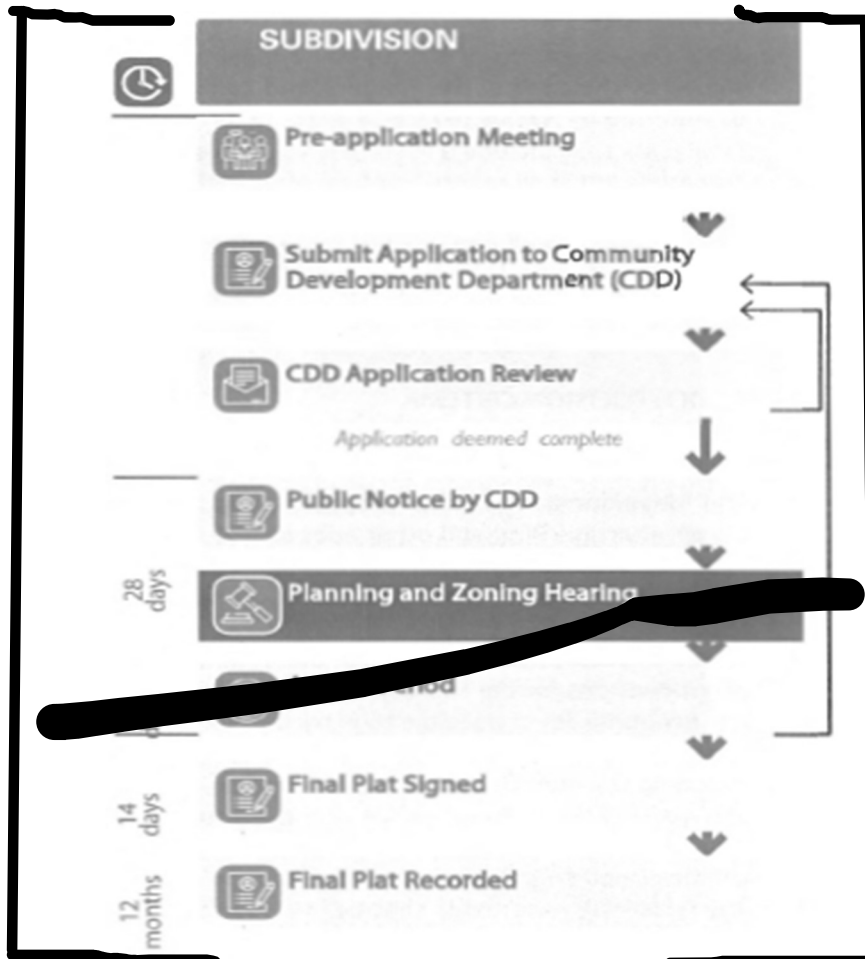 SUBDIVISION
Pre-application Meeting
Submit Application to Community
Development Department (CDD)
CDD Application Review
Application deemed complete
Public Notice by CDD
28
days
Planning and Zoning Hearing
Final Plat Signed
14
days
Final Plat Recorded
12
months